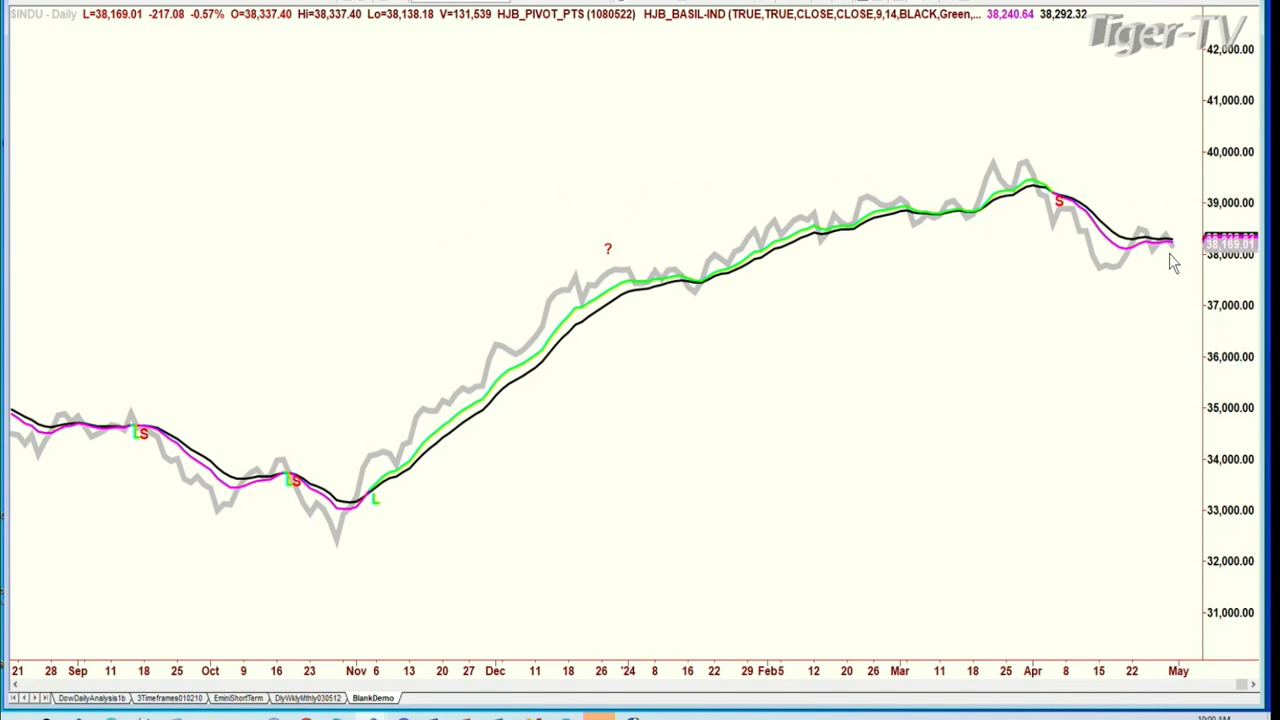 $INDU - Daily L=38,169.01 -217.08 -0.57% O=38,337.40 Hi=38,337.40 Lo=38,138.18 V=131,539 HJB_PIVOT_PTS (1080522) HJB_BASIL-IND (TRUE,TRUE,CLOSE,CLOSE,9,14,BLACK,Green,... 38,240.64 38,292.32
Tiger-TV
42,000.00
41,000.00
40,000.00
39,000.00
S
?
38,169.01
38,000.00
37,000.00
36,000.00
35,000.00
LS
34,000.00
LS
L
33,000.00
32,000.00
31,000.00
21 28 Sep 11 18 25 Oct 9 16 23 Nov 6 13 20 27 Dec 11 18 26 '24 8 16 22 29 Feb5 12 20 26 Mar 11 18 25 Apr 8 15 22 May
DowDailyAnalysis1b 3Timeframes010210 EminiShortTerm DlyWklyMthly030512 BlankDemo